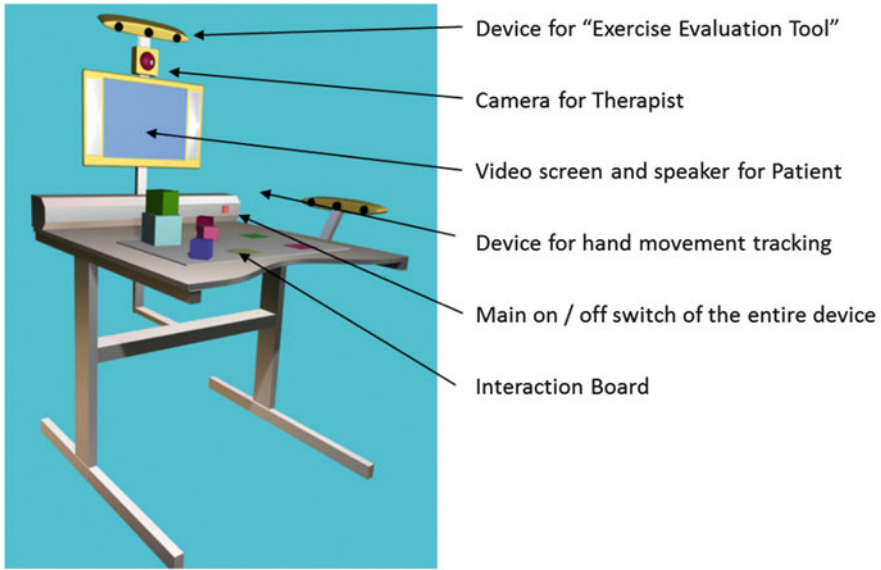 Device for “Exercise Evaluation Tool”
Camera for Therapist
Video screen and speaker for Patient
Device for hand movement tracking
Main on / off switch of the entire device
Interaction Board